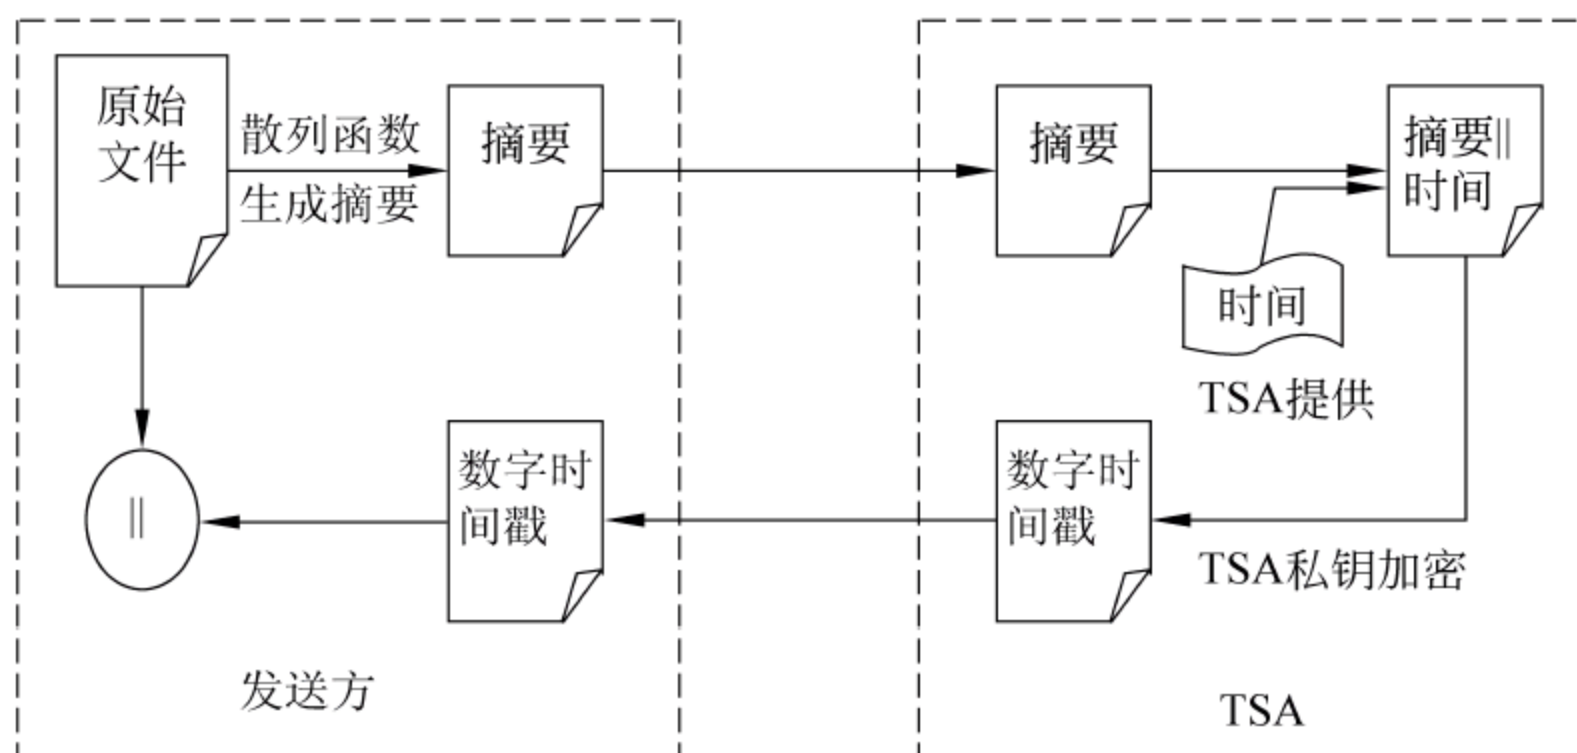 原始
文件
散列函数
生成摘要
摘要
摘要
摘要||
时间
时间
TSA提供
||
数字时
间戳
数字时
间戳
TSA私钥加密
发送方
TSA